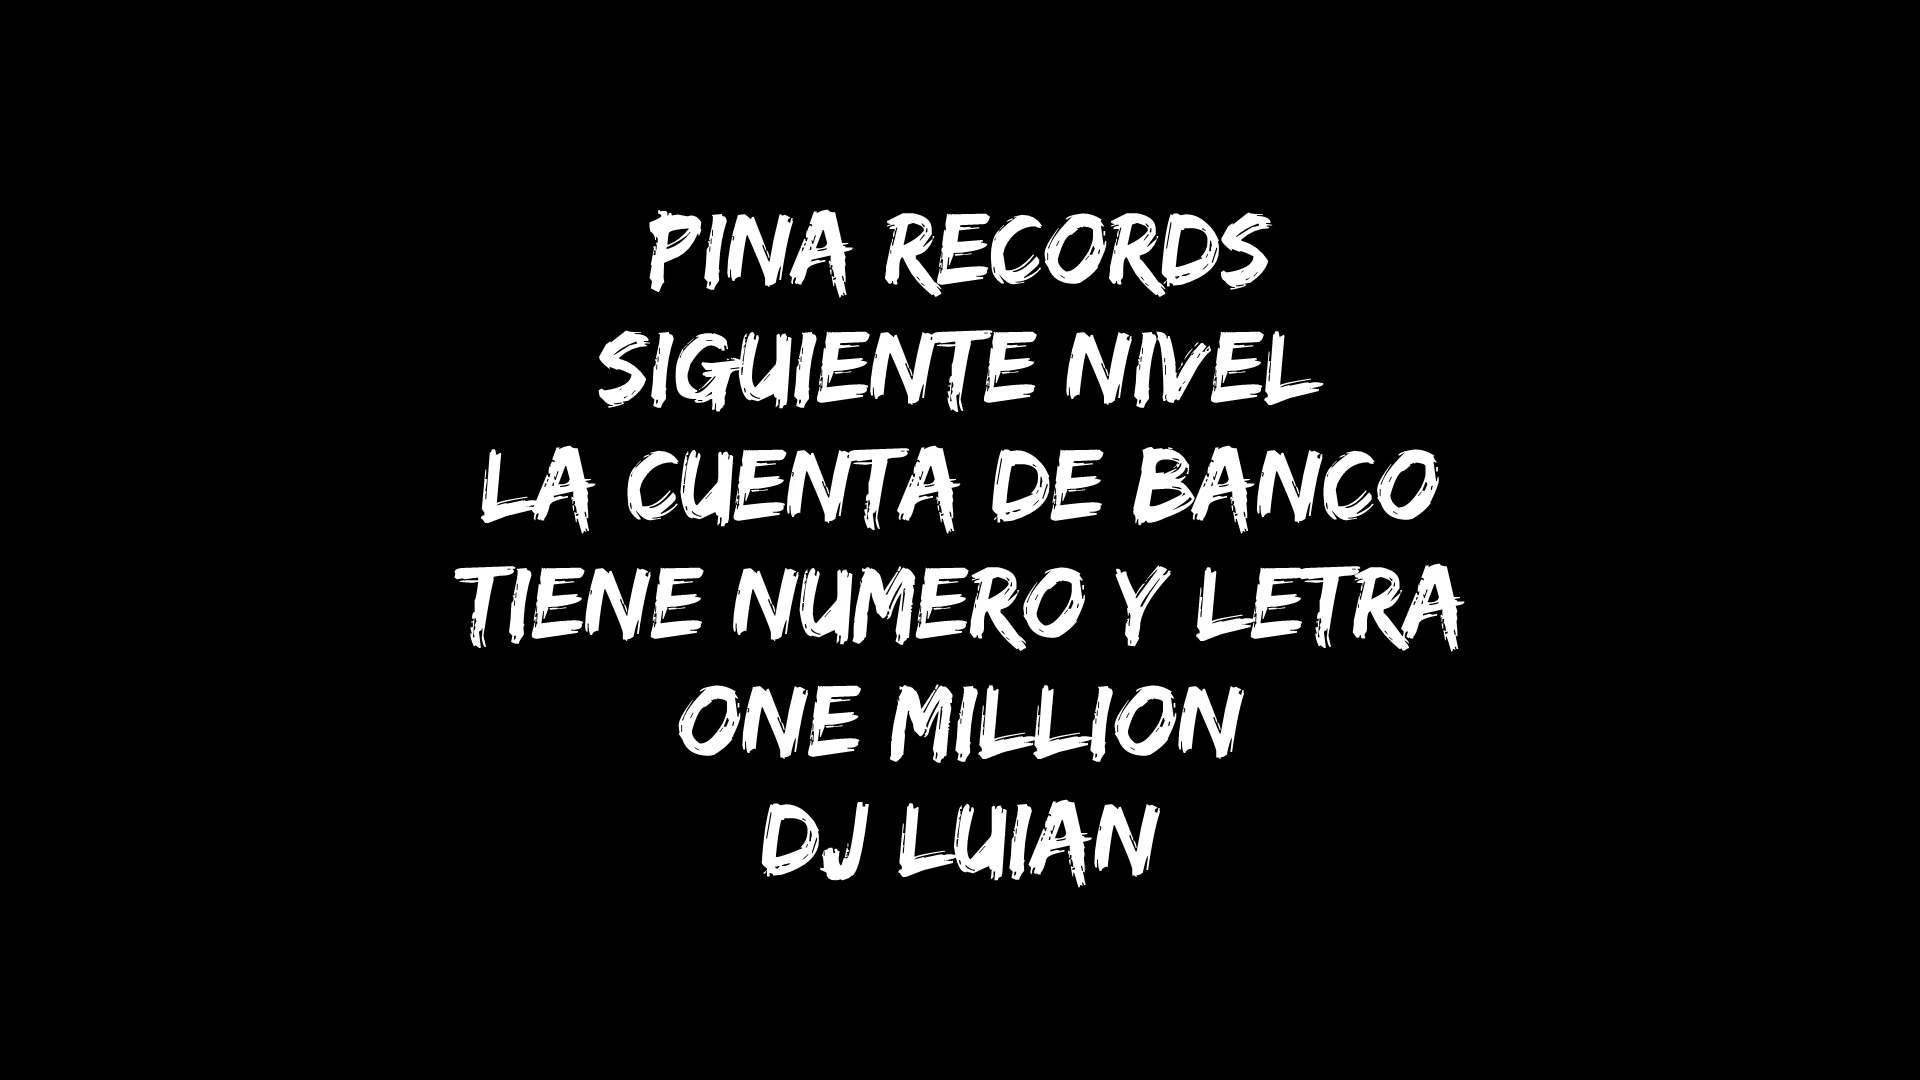 PINA RECORDS
SIGUIENTE NIVEL
LA CUENTA DE BANCO
TIENE NUMERO Y LETRA
ONE MILLION
DJ LUIAN